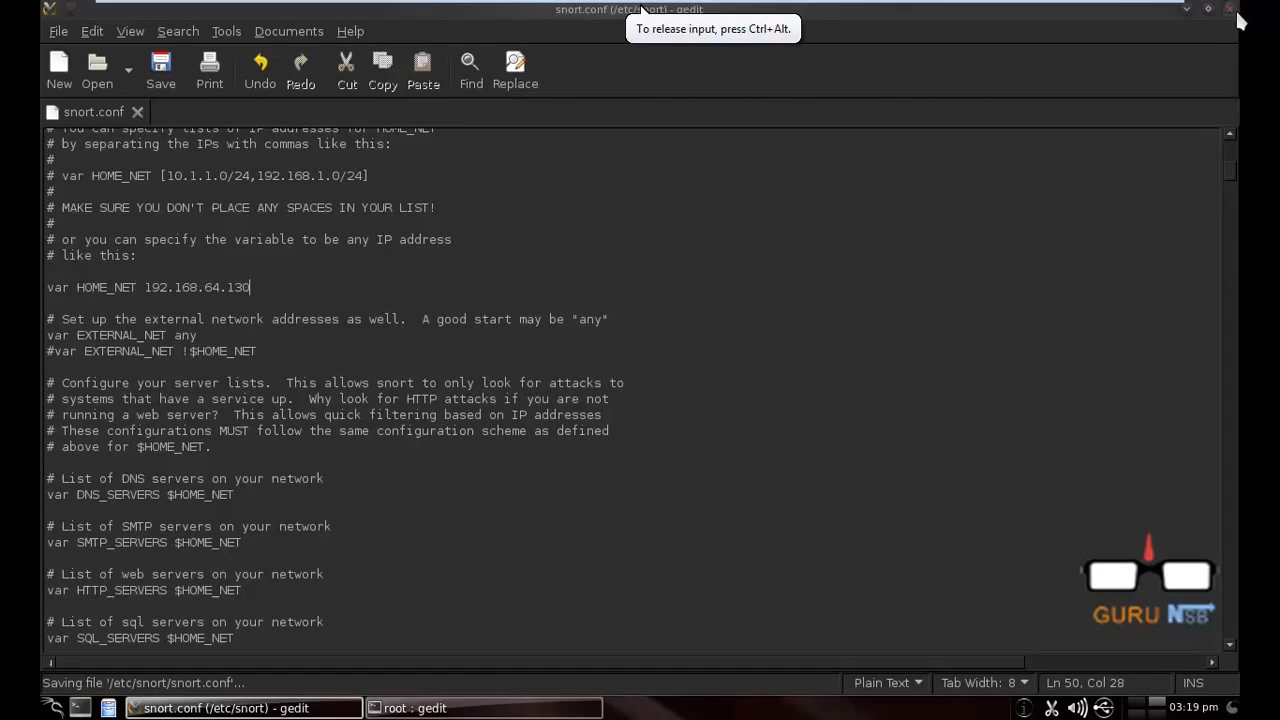 snort.conf (/etc/snort) - gedit
To release input, press Ctrl+Alt.
File Edit View Search Tools Documents Help
New Open Save Print Undo Redo Cut Copy Paste Find Replace
snort.conf
# You can specify lists of IP addresses for HOME_NET
# by separating the IPs with commas like this:
#
# var HOME_NET [10.1.1.0/24,192.168.1.0/24]
#
# MAKE SURE YOU DON'T PLACE ANY SPACES IN YOUR LIST!
#
# or you can specify the variable to be any IP address
# like this:
var HOME_NET 192.168.64.130
# Set up the external network addresses as well.  A good start may be "any"
var EXTERNAL_NET any
#var EXTERNAL_NET !$HOME_NET
# Configure your server lists.  This allows snort to only look for attacks to
# systems that have a service up.  Why look for HTTP attacks if you are not
# running a web server?  This allows quick filtering based on IP addresses
# These configurations MUST follow the same configuration scheme as defined
# above for $HOME_NET.
# List of DNS servers on your network
var DNS_SERVERS $HOME_NET
# List of SMTP servers on your network
var SMTP_SERVERS $HOME_NET
# List of web servers on your network
var HTTP_SERVERS $HOME_NET
# List of sql servers on your network
var SQL_SERVERS $HOME_NET
GURU NSB
Saving file '/etc/snort/snort.conf'... Plain Text Tab Width: 8 Ln 50, Col 28 INS
snort.conf (/etc/snort) - gedit root : gedit 03:19 pm